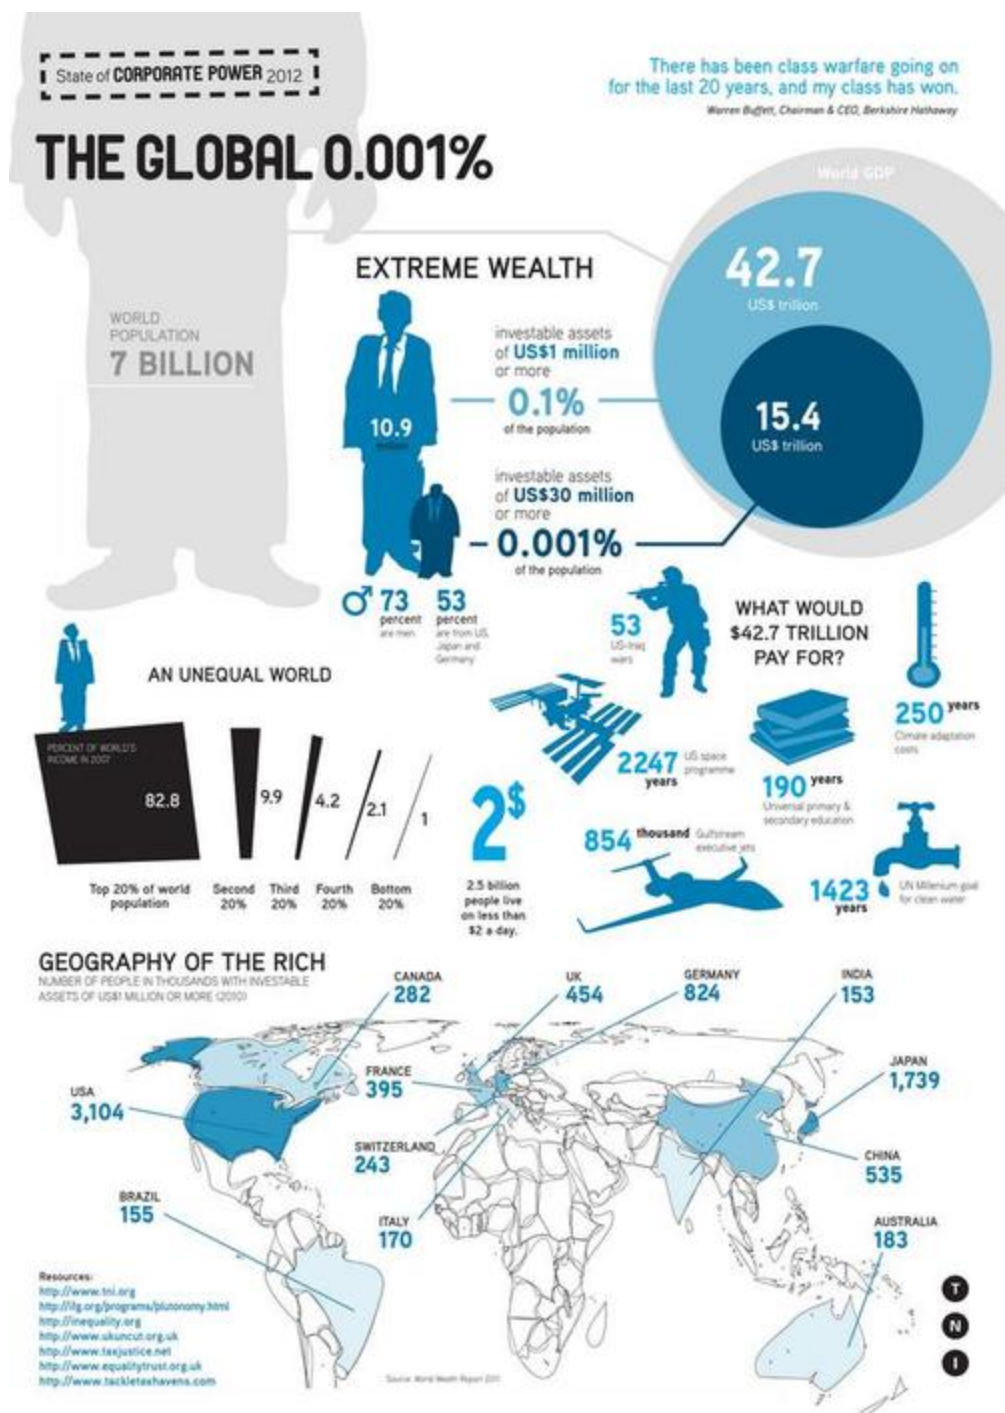 State of CORPORATE POWER 2012
There has been class warfare going on
for the last 20 years, and my class has won.
Warren Buffett, Chairman & CEO, Berkshire Hathaway
THE GLOBAL 0.001%
World GDP
EXTREME WEALTH
42.7
US$ trillion
WORLD
POPULATION
7 BILLION
investable assets
of US$1 million
or more
0.1%
of the population
10.9
15.4
US$ trillion
investable assets
of US$30 million
or more
0.001%
of the population
73
percent
are men
53
percent
are from US,
Japan and
Germany
53
US-Iraq
wars
WHAT WOULD
$42.7 TRILLION
PAY FOR?
250 years
Climate adaptation
costs
2247
years
US space
programme
190 years
Universal primary &
secondary education
854 thousand
Gulfstream
executive jets
1423
years
UN Millenium goal
for clean water
AN UNEQUAL WORLD
PERCENT OF WORLD'S
INCOME IN 2007
82.8
9.9
4.2
2.1
1
Top 20% of world
population
Second
20%
Third
20%
Fourth
20%
Bottom
20%
2$
2.5 billion
people live
on less than
$2 a day.
GEOGRAPHY OF THE RICH
NUMBER OF PEOPLE IN THOUSANDS WITH INVESTABLE
ASSETS OF US$1 MILLION OR MORE (2010)
CANADA
282
UK
454
GERMANY
824
INDIA
153
JAPAN
1,739
FRANCE
395
USA
3,104
SWITZERLAND
243
CHINA
535
BRAZIL
155
ITALY
170
AUSTRALIA
183
Resources:
http://www.tni.org
http://ifg.org/programs/plutonomy.html
http://inequality.org
http://www.ukuncut.org.uk
http://www.taxjustice.net
http://www.equalitytrust.org.uk
http://www.tackletaxhavens.com
Source: World Wealth Report 2011
T
N
I